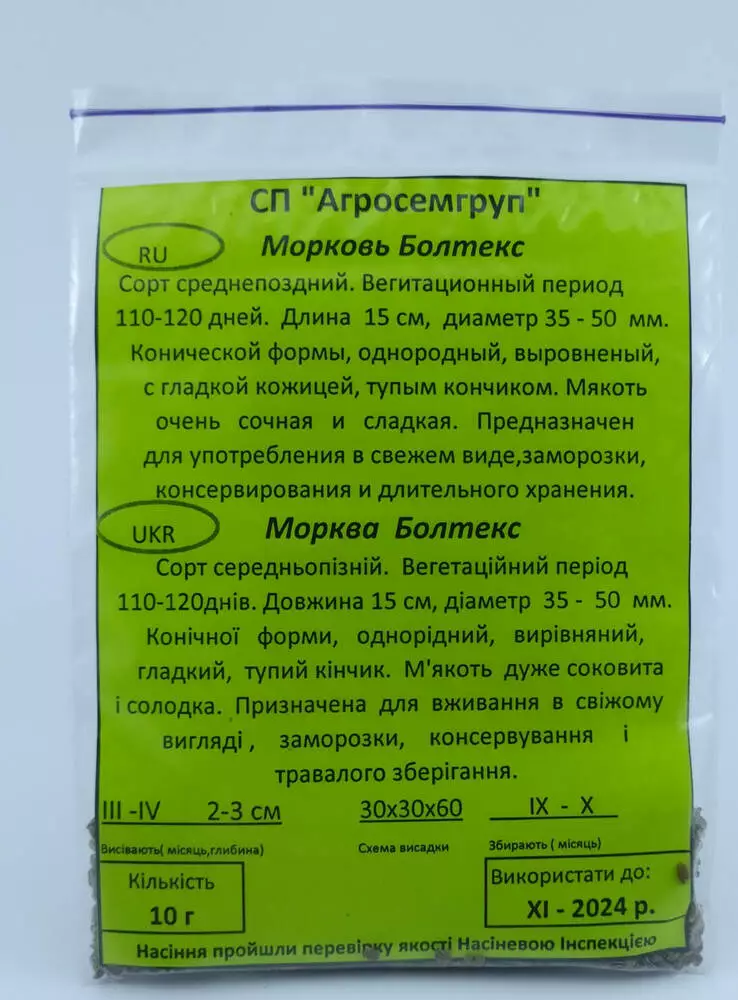 СП "Агросемгруп"
RU Морковь Болтекс
Сорт среднепоздний. Вегитационный период
110-120 дней. Длина 15 см, диаметр 35 - 50 мм.
Конической формы, однородный, выровненый,
с гладкой кожицей, тупым кончиком. Мякоть
очень сочная и сладкая. Предназначен
для употребления в свежем виде,заморозки,
консервирования и длительного хранения.
UKR Морква Болтекс
Сорт середньопізній. Вегетаційний період
110-120днів. Довжина 15 см, діаметр 35 - 50 мм.
Конічної форми, однорідний, вирівняний,
гладкий, тупий кінчик. М'якоть дуже соковита
і солодка. Призначена для вживання в свіжому
вигляді , заморозки, консервування і
травалого зберігання.
III -IV 2-3 см 30х30х60 IX - X
Висівають( місяць,глибина) Схема висадки Збирають ( місяць)
Кількість Використати до:
10 г XI - 2024 р.
Насіння пройшли перевірку якості Насіневою Інспекцією